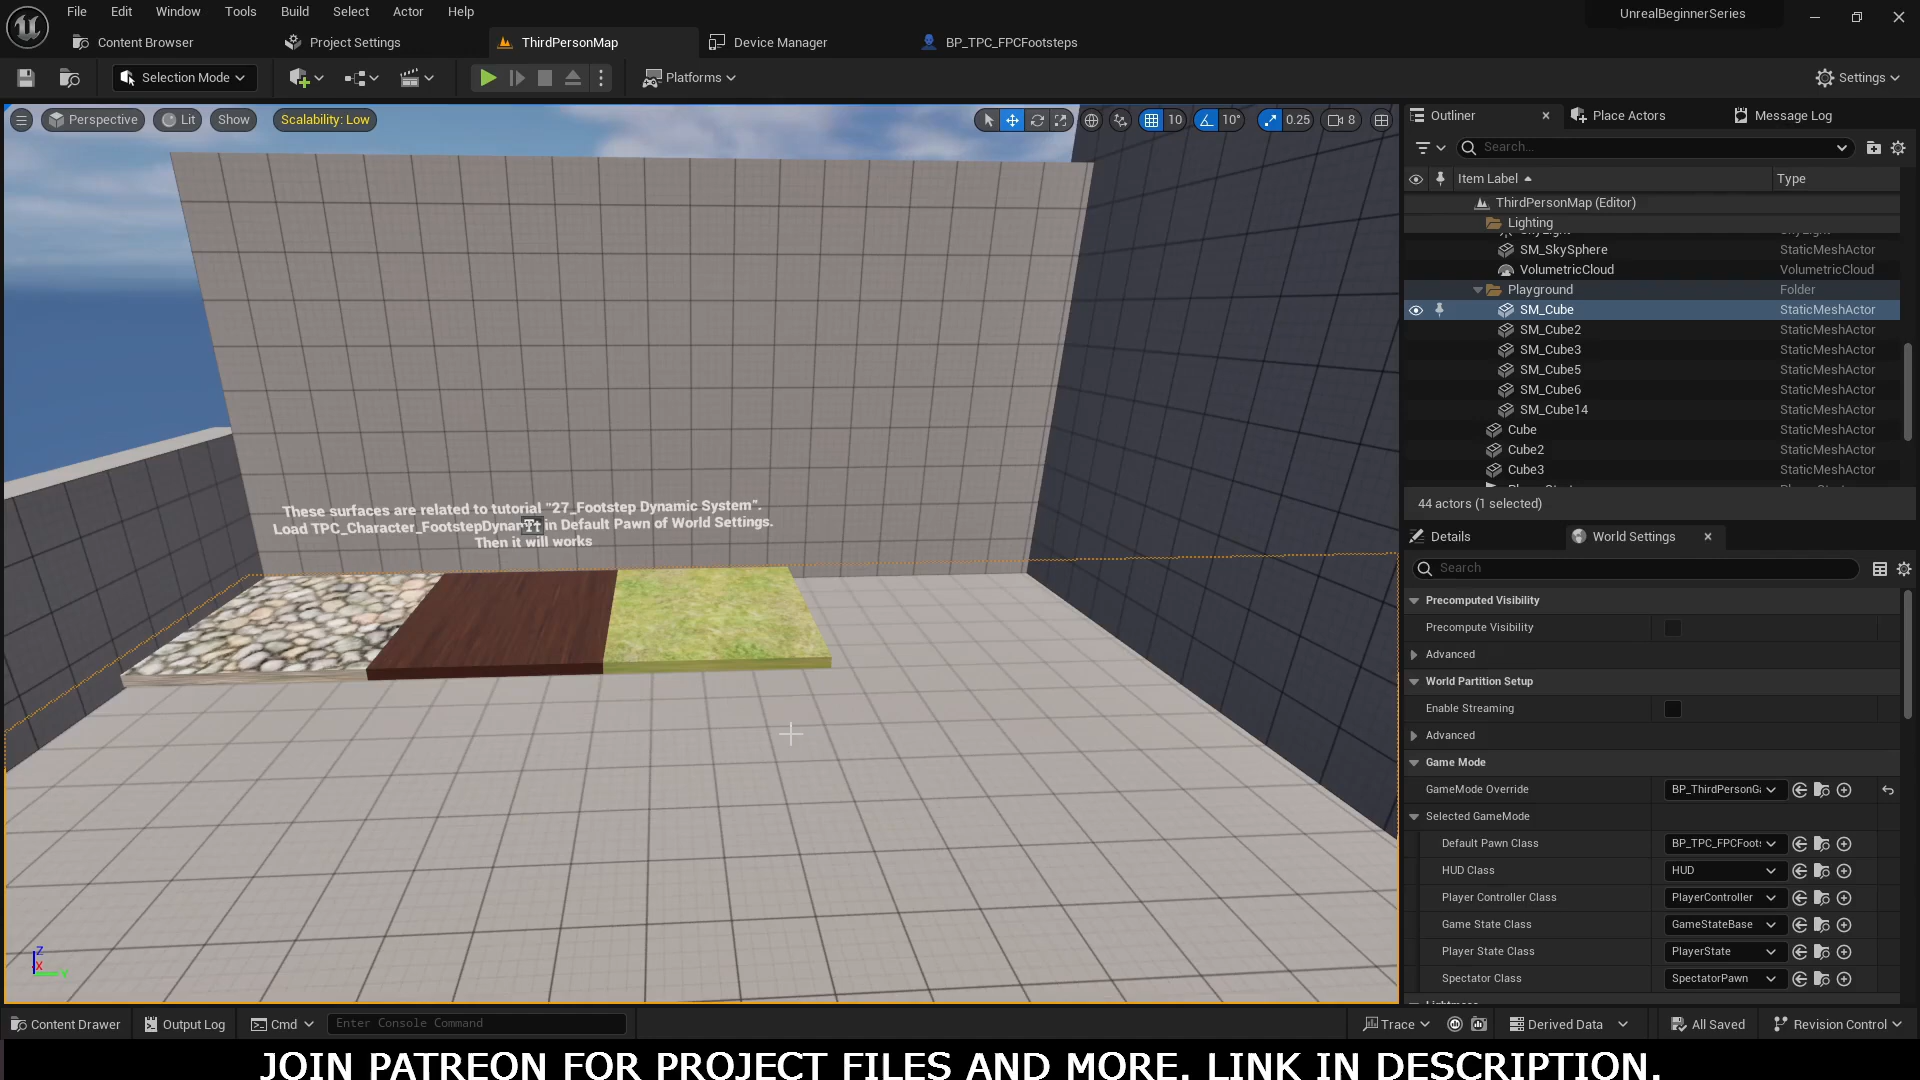 File Edit Window Tools Build Select Actor Help
UnrealBeginnerSeries
Content Browser Project Settings ThirdPersonMap Device Manager BP_TPC_FPCFootsteps
Selection Mode Platforms Settings
Perspective Lit Show Scalability: Low 10 10° 0.25 8
These surfaces are related to tutorial "27_Footstep Dynamic System".
Load TPC_Character_FootstepDynamic in Default Pawn of World Settings.
Then it will works
Z
X
Y
Outliner Place Actors Message Log
Search...
Item Label Type
ThirdPersonMap (Editor)
Lighting
SM_SkySphere StaticMeshActor
VolumetricCloud VolumetricCloud
Playground Folder
SM_Cube StaticMeshActor
SM_Cube2 StaticMeshActor
SM_Cube3 StaticMeshActor
SM_Cube5 StaticMeshActor
SM_Cube6 StaticMeshActor
SM_Cube14 StaticMeshActor
Cube StaticMeshActor
Cube2 StaticMeshActor
Cube3 StaticMeshActor
44 actors (1 selected)
Details World Settings
Search
Precomputed Visibility
Precompute Visibility
Advanced
World Partition Setup
Enable Streaming
Advanced
Game Mode
GameMode Override BP_ThirdPersonG
Selected GameMode
Default Pawn Class BP_TPC_FPCFoots
HUD Class HUD
Player Controller Class PlayerController
Game State Class GameStateBase
Player State Class PlayerState
Spectator Class SpectatorPawn
Content Drawer Output Log Cmd Enter Console Command Trace Derived Data All Saved Revision Control
JOIN PATREON FOR PROJECT FILES AND MORE. LINK IN DESCRIPTION.